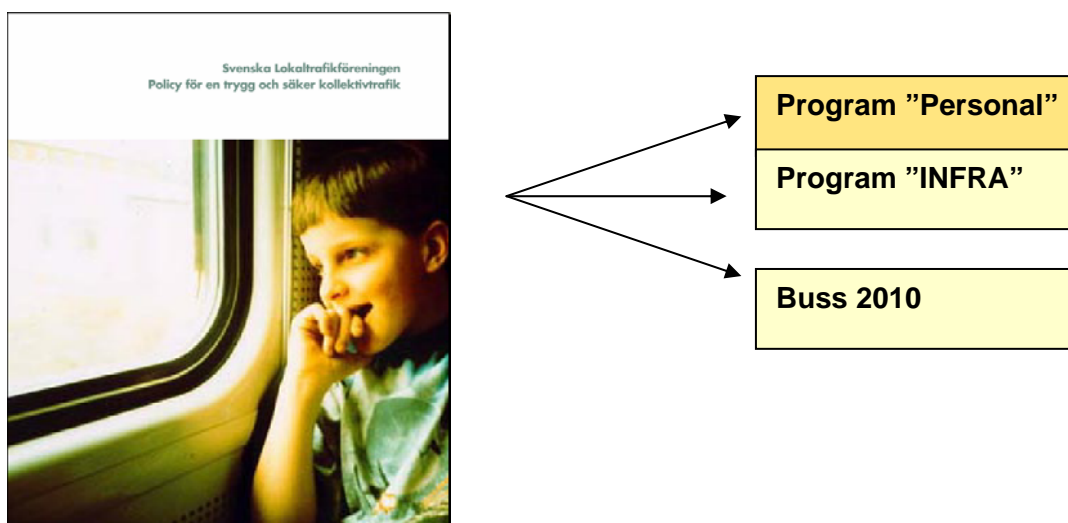 Svenska Lokaltrafikföreningen
Policy för en trygg och säker kollektivtrafik
Program ”Personal”
Program ”INFRA”
Buss 2010